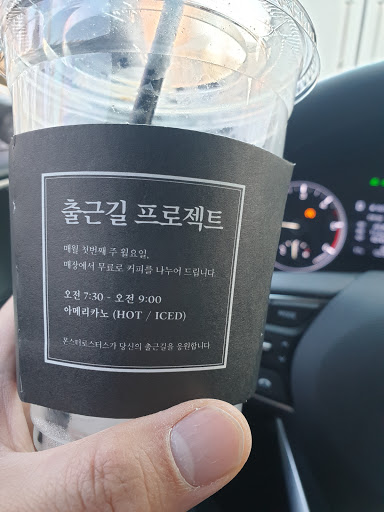 출근길 프로젝트
매월 첫번째 주 월요일,
매장에서 무료로 커피를 나누어 드립니다.
오전 7:30 - 오전 9:00
아메리카노 (HOT / ICED)
몬스터로스터스가 당신의 출근길을 응원합니다.